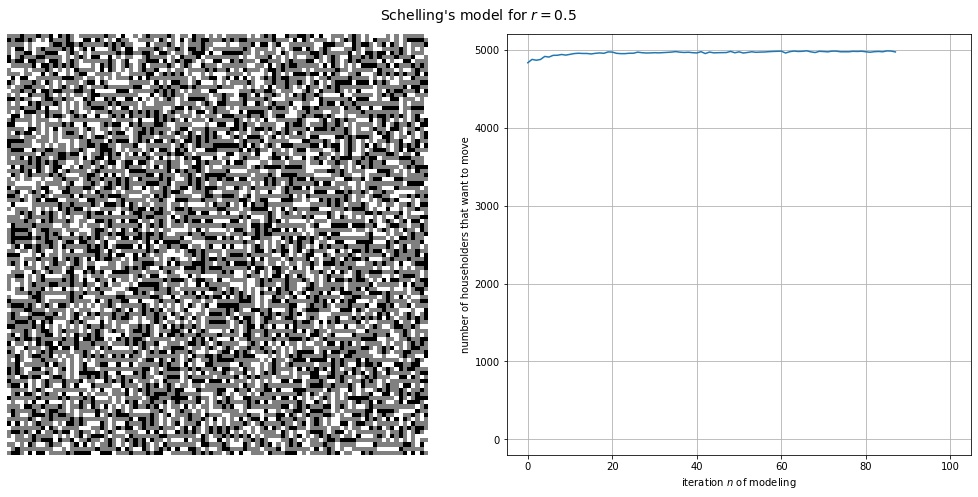 Schelling's model for r = 0.5
number of householders that want to move
5000
4000
3000
2000
1000
0
0 20 40 60 80 100
iteration n of modeling